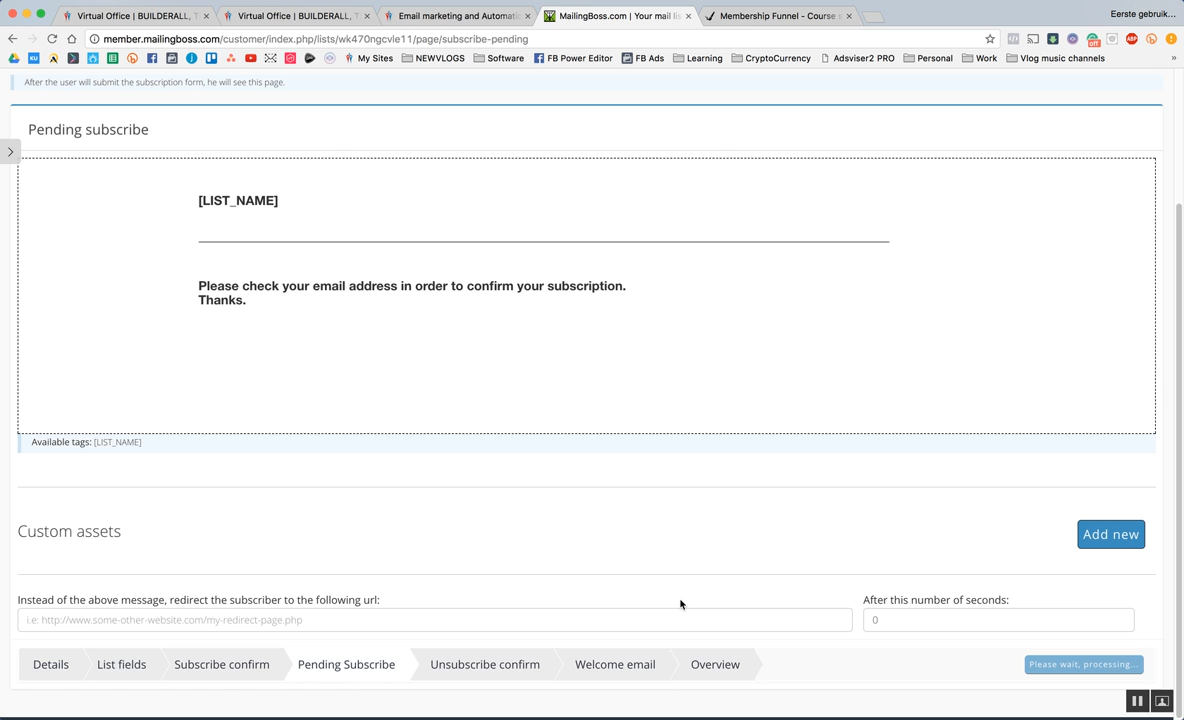 Virtual Office | BUILDERALL, T
Virtual Office | BUILDERALL, T
Email marketing and Automatic
MailingBoss.com | Your mail lis
Membership Funnel - Course s
Eerste gebruik...
member.mailingboss.com/customer/index.php/lists/wk470ngcvle11/page/subscribe-pending
My Sites
NEWVLOGS
Software
FB Power Editor
FB Ads
Learning
CryptoCurrency
Adsviser2 PRO
Personal
Work
Vlog music channels
After the user will submit the subscription form, he will see this page.
Pending subscribe
[LIST_NAME]
Please check your email address in order to confirm your subscription.
Thanks.
Available tags: [LIST_NAME]
Custom assets
Add new
Instead of the above message, redirect the subscriber to the following url:
After this number of seconds:
i.e: http://www.some-other-website.com/my-redirect-page.php
0
Details
List fields
Subscribe confirm
Pending Subscribe
Unsubscribe confirm
Welcome email
Overview
Please wait, processing...